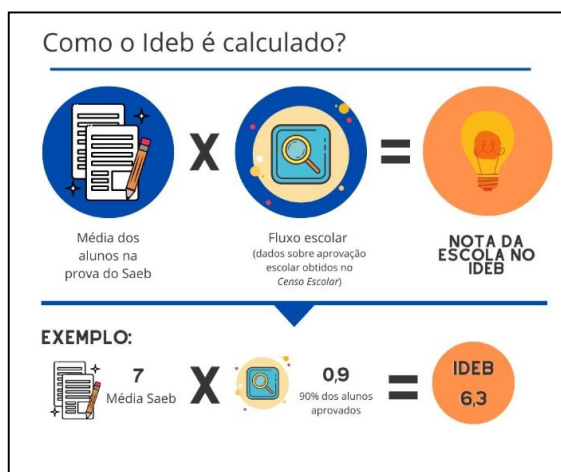 Como o Ideb é calculado?
X
=
Média dos
alunos na
prova do Saeb
Fluxo escolar
(dados sobre aprovação
escolar obtidos no
Censo Escolar)
NOTA DA
ESCOLA NO
IDEB
EXEMPLO:
7
Média Saeb
X
0,9
90% dos alunos
aprovados
=
IDEB
6,3